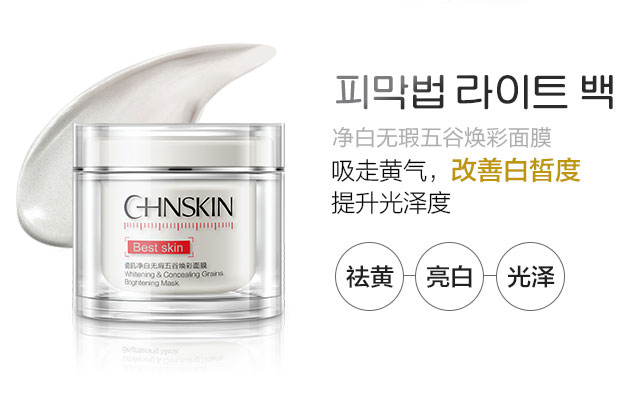 피막법 라이트 백
净白无瑕五谷焕彩面膜
吸走黄气，改善白皙度
提升光泽度
祛黄
亮白
光泽
CHNSKIN
Best skin
瓷肌净白无瑕五谷焕彩面膜
Whitening & Concealing Grains
Brightening Mask